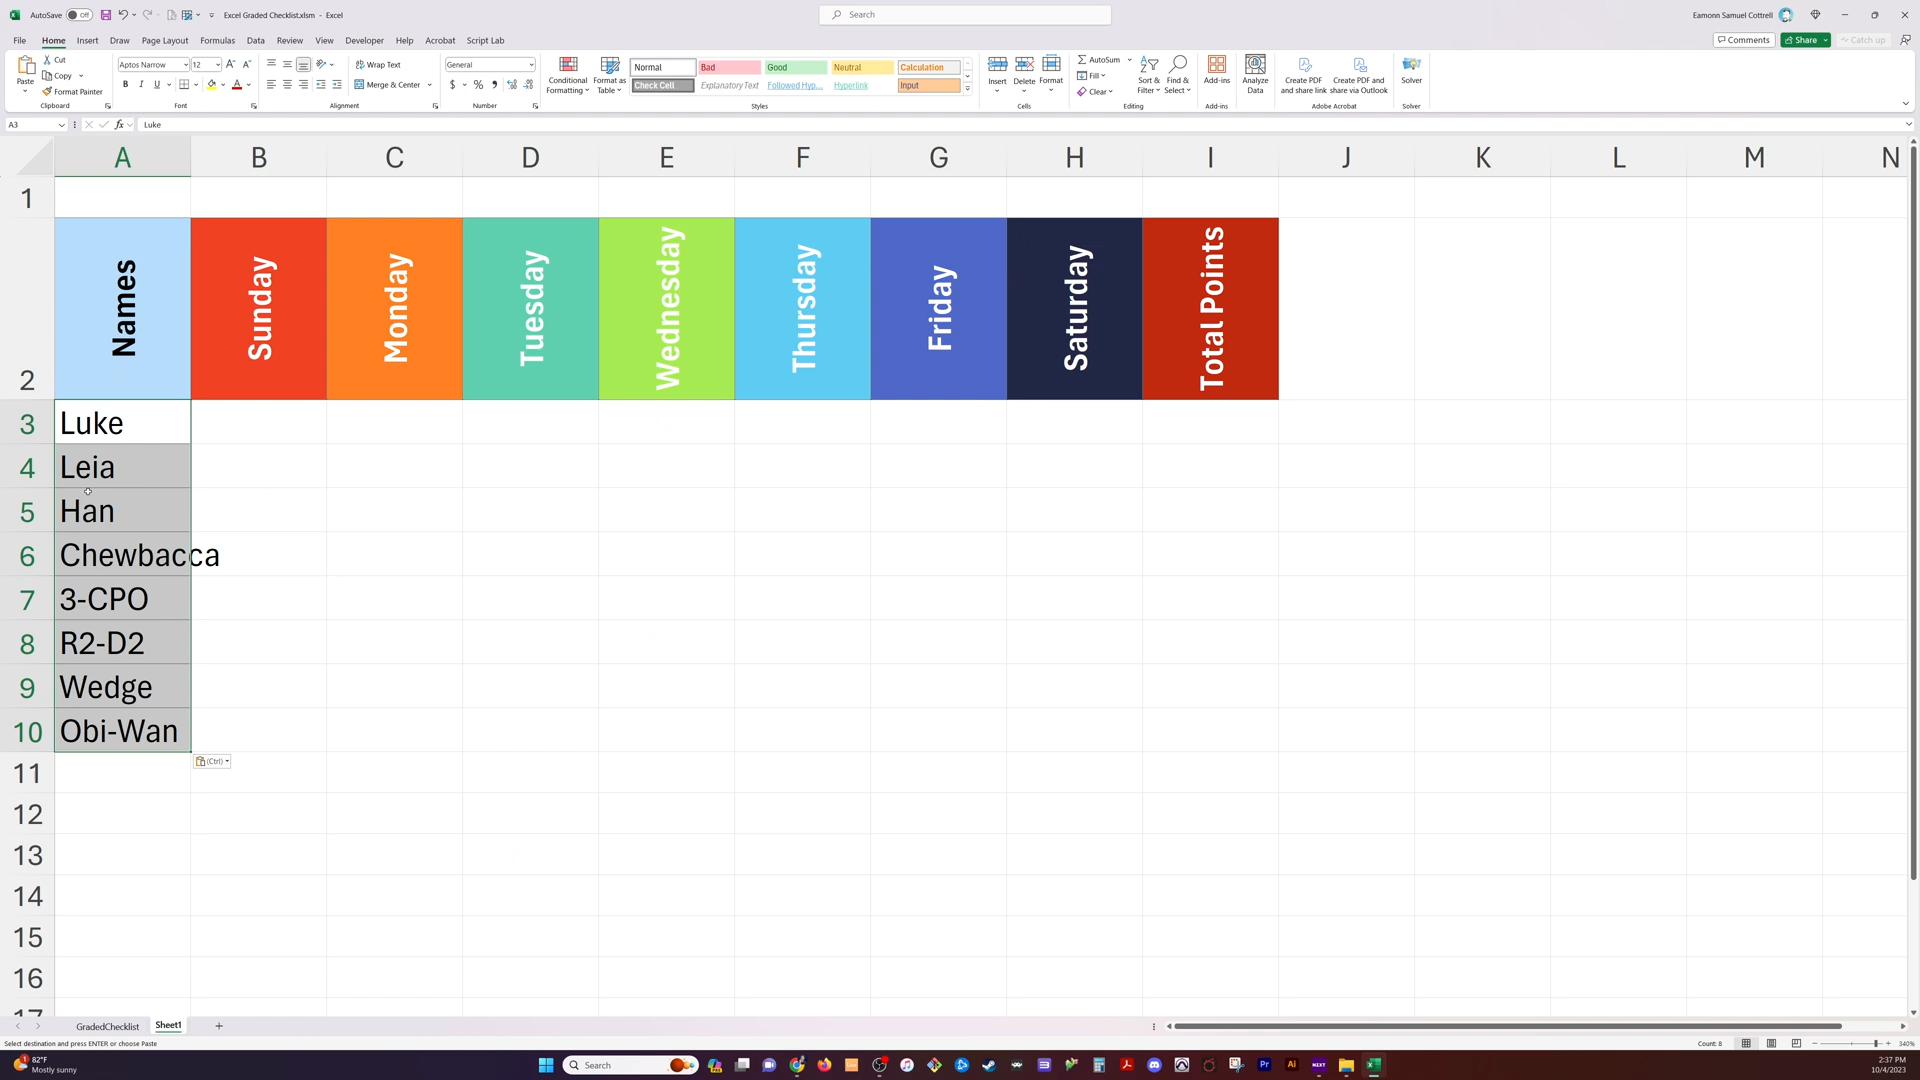 AutoSave Off Excel Graded Checklist.xlsm - Excel Search Eamonn Samuel Cottrell
File Home Insert Draw Page Layout Formulas Data Review View Developer Help Acrobat Script Lab Comments Share Catch up
Paste
Cut
Copy
Format Painter
Clipboard
Aptos Narrow 12
B I U
Font
Wrap Text
Merge & Center
Alignment
General
$ % 9
Number
Conditional Formatting
Format as Table
Normal Bad Good Neutral Calculation
Check Cell Explanatory Text Followed Hyp... Hyperlink Input
Styles
Insert Delete Format
Cells
AutoSum
Fill
Clear
Sort & Filter
Find & Select
Editing
Add-ins
Add-ins
Analyze Data
Create PDF and share link
Create PDF and share via Outlook
Adobe Acrobat
Solver
Solver
A3 fx Luke
A B C D E F G H I J K L M N
1
2 Names Sunday Monday Tuesday Wednesday Thursday Friday Saturday Total Points
3 Luke
4 Leia
5 Han
6 Chewbacca
7 3-CPO
8 R2-D2
9 Wedge
10 Obi-Wan
(Ctrl)
11
12
13
14
15
16
17
GradedChecklist Sheet1
Select destination and press ENTER or choose Paste Count: 8 340%
1 82°F
Mostly sunny
Search
Pr Ai NEXT
2:37 PM
10/4/2023